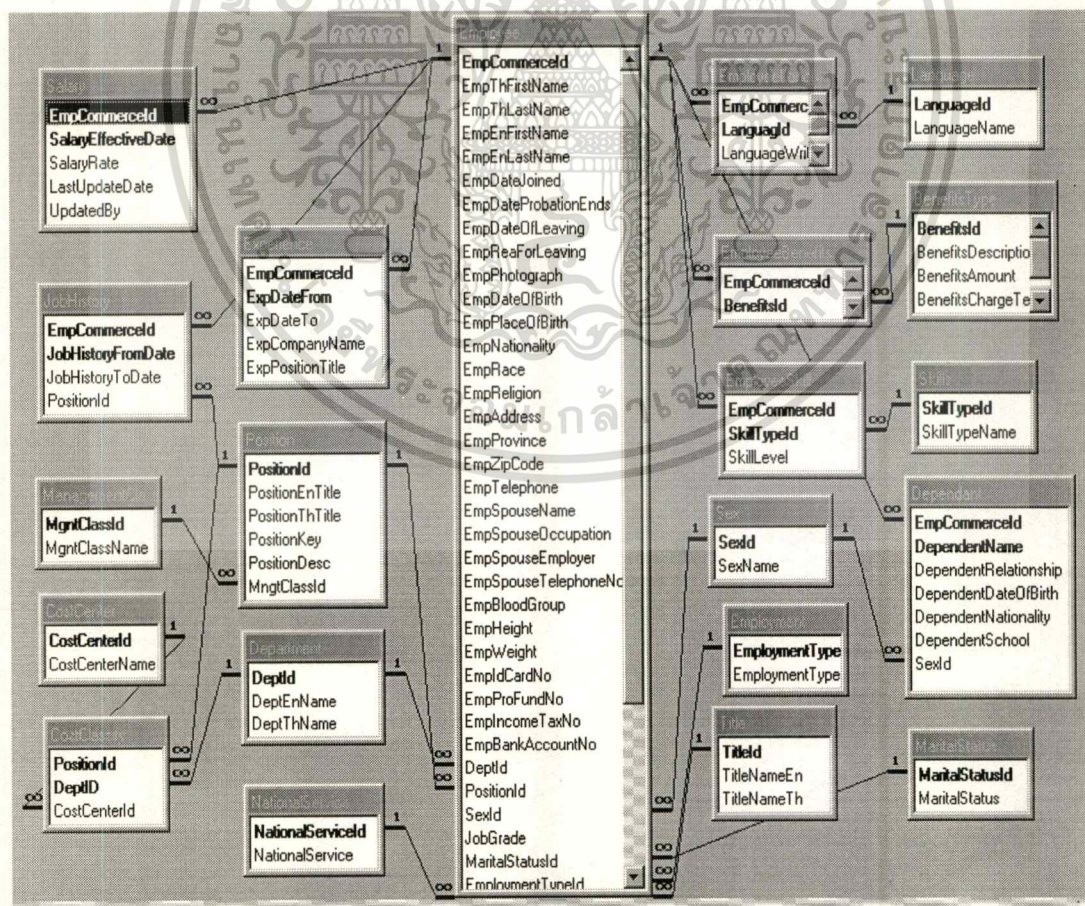 Salary
EmpCommerceId
SalaryEffectiveDate
SalaryRate
LastUpdateDate
UpdatedBy
Experience
EmpCommerceId
ExpDateFrom
ExpDateTo
ExpCompanyName
ExpPositionTitle
JobHistory
EmpCommerceId
JobHistoryFromDate
JobHistoryToDate
PositionId
Position
PositionId
PositionEnTitle
PositionThTitle
PositionKey
PositionDesc
MngtClassId
ManagementCla
MgntClassId
MgntClassName
CostCenter
CostCenterId
CostCenterName
Department
DeptId
DeptEnName
DeptThName
CostClassify
PositionId
DeptID
CostCenterId
NationalService
NationalServiceId
NationalService
Employee
EmpCommerceId
EmpThFirstName
EmpThLastName
EmpEnFirstName
EmpEnLastName
EmpDateJoined
EmpDateProbationEnds
EmpDateOfLeaving
EmpReaForLeaving
EmpPhotograph
EmpDateOfBirth
EmpPlaceOfBirth
EmpNationality
EmpRace
EmpReligion
EmpAddress
EmpProvince
EmpZipCode
EmpTelephone
EmpSpouseName
EmpSpouseOccupation
EmpSpouseEmployer
EmpSpouseTelephoneNo
EmpBloodGroup
EmpHeight
EmpWeight
EmpIdCardNo
EmpProFundNo
EmpIncomeTaxNo
EmpBankAccountNo
DeptId
PositionId
SexId
JobGrade
MaritalStatusId
EmploymentTypeId
EmpCommerc
LanguagId
LanguageWrit
Language
LanguageId
LanguageName
EmployeeBenefi
EmpCommerceId
BenefitsId
BenefitsType
BenefitsId
BenefitsDescriptio
BenefitsAmount
BenefitsChargeTe
EmployeeSkill
EmpCommerceId
SkillTypeId
SkillLevel
Skills
SkillTypeId
SkillTypeName
Sex
SexId
SexName
Dependant
EmpCommerceId
DependentName
DependentRelationship
DependentDateOfBirth
DependentNationality
DependentSchool
SexId
Employment
EmploymentType
EmploymentType
Title
TitleId
TitleNameEn
TitleNameTh
MaritalStatus
MaritalStatusId
MaritalStatus